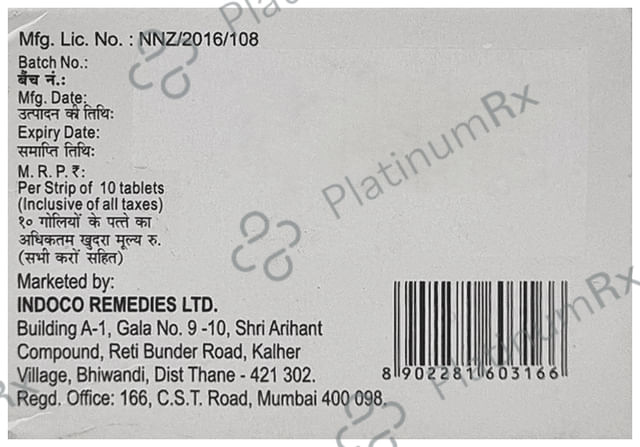 Mfg. Lic. No. : NNZ/2016/108
Batch No.:
बैंच नं.:
Mfg. Date:
उत्पादन की तिथि:
Expiry Date:
समाप्ति तिथि:
M. R. P. ₹:
Per Strip of 10 tablets
(Inclusive of all taxes)
१० गोलियों के पत्ते का
अधिकतम खुदरा मूल्य रु.
(सभी करों सहित)
Marketed by:
INDOCO REMEDIES LTD.
Building A-1, Gala No. 9 -10, Shri Arihant
Compound, Reti Bunder Road, Kalher
Village, Bhiwandi, Dist Thane - 421 302.
Regd. Office: 166, C.S.T. Road, Mumbai 400 098.
8 902281 603166
PlatinumRx
PlatinumRx